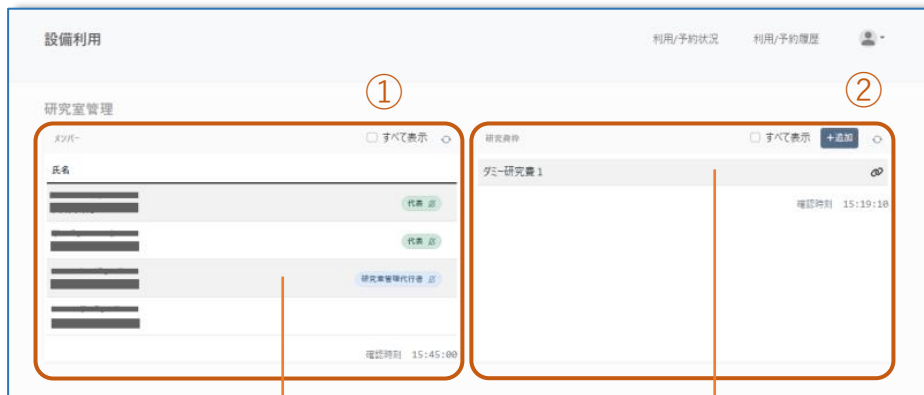 設備利用
利用/予約状況 利用/予約履歴
① ②
研究室管理
メンバー すべて表示
研究費枠 すべて表示 +追加
氏名
ダミー研究費1
代表
確認時刻 15:19:10
代表
研究室管理代行者
確認時刻 15:45:00